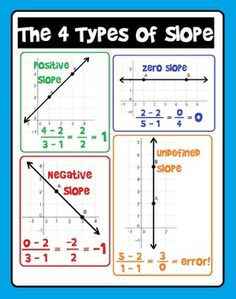 The 4 Types of Slope
Positive
Slope
A
B
4 - 2
3 - 1
=
2
2
= 1
Zero Slope
A
B
2 - 2
5 - 1
=
0
4
= 0
Negative
Slope
A
B
0 - 2
3 - 1
=
-2
2
= -1
Undefined
Slope
B
A
5 - 2
1 - 1
=
3
0
= error!